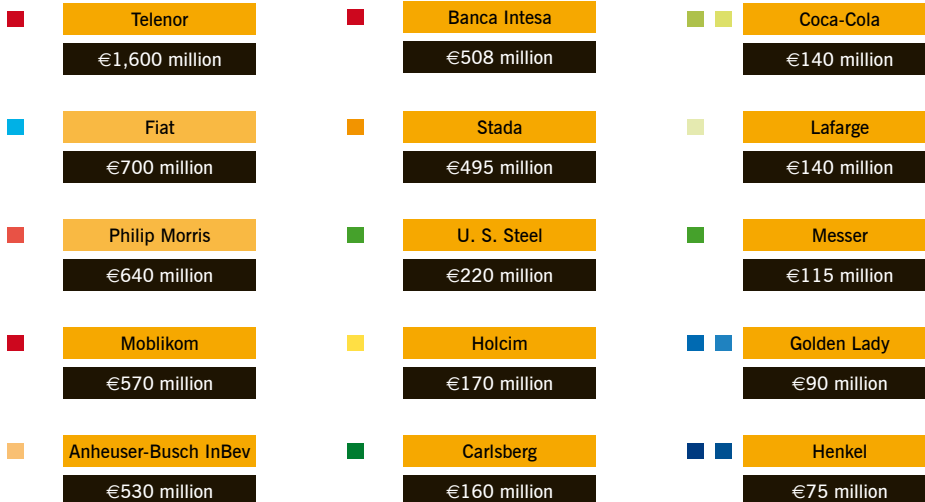 Telenor
€1,600 million
Fiat
€700 million
Philip Morris
€640 million
Moblikom
€570 million
Anheuser-Busch InBev
€530 million
Banca Intesa
€508 million
Stada
€495 million
U. S. Steel
€220 million
Holcim
€170 million
Carlsberg
€160 million
Coca-Cola
€140 million
Lafarge
€140 million
Messer
€115 million
Golden Lady
€90 million
Henkel
€75 million